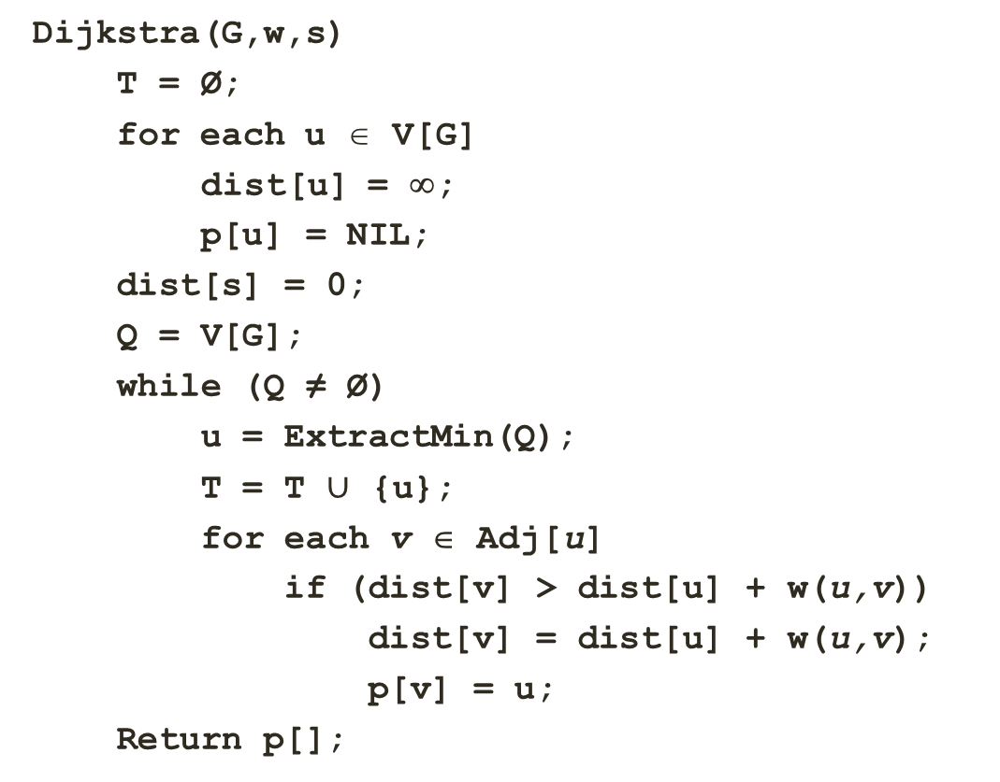 Dijkstra(G,w,s)
T = Ø;
for each u ∈ V[G]
dist[u] = ∞;
p[u] = NIL;
dist[s] = 0;
Q = V[G];
while (Q ≠ Ø)
u = ExtractMin(Q);
T = T ∪ {u};
for each v ∈ Adj[u]
if (dist[v] > dist[u] + w(u,v))
dist[v] = dist[u] + w(u,v);
p[v] = u;
Return p[];